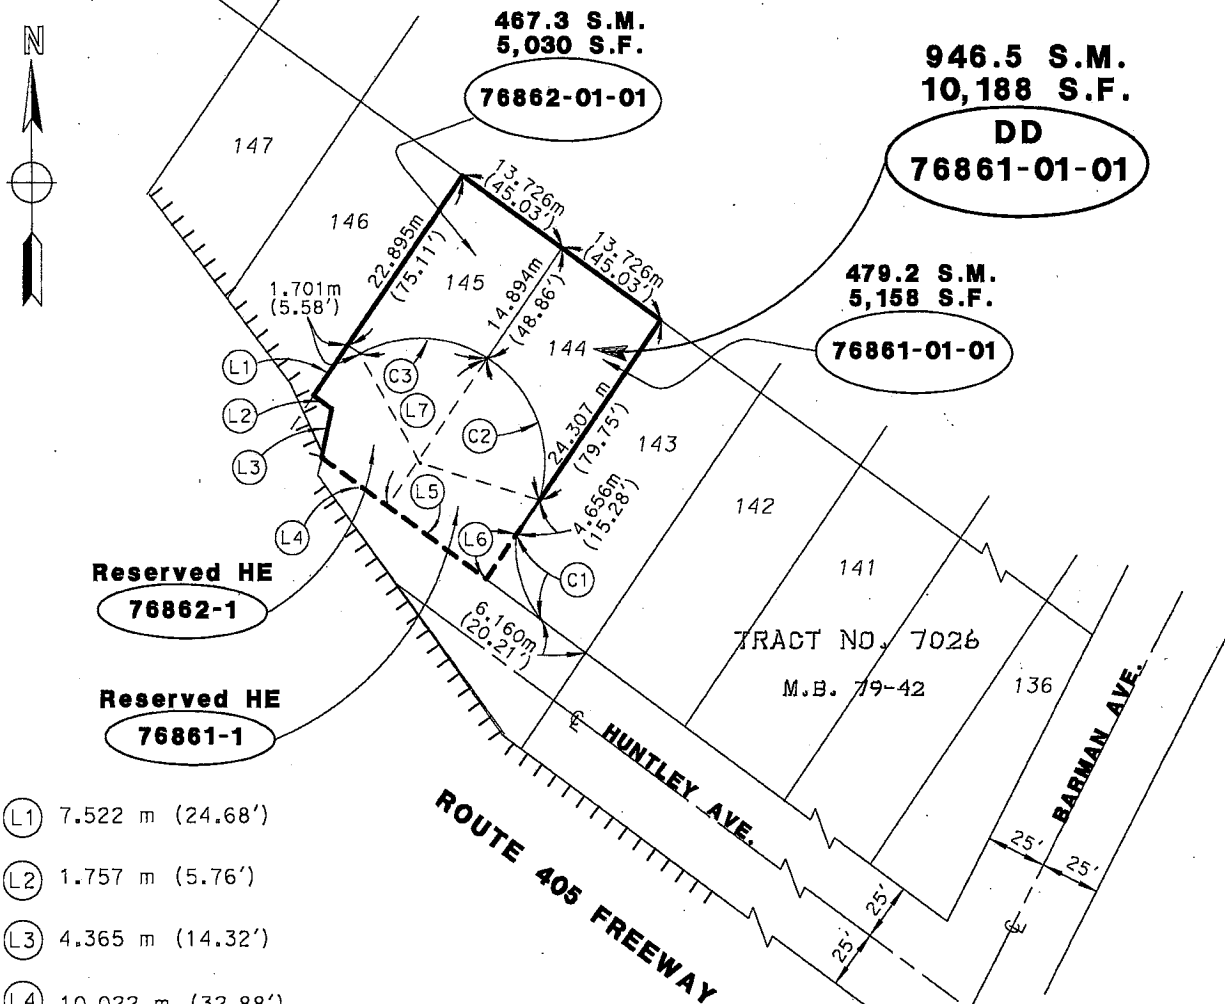 N
467.3 S.M.
5,030 S.F.
76862-01-01
946.5 S.M.
10,188 S.F.
DD
76861-01-01
479.2 S.M.
5,158 S.F.
76861-01-01
147
146
145
144
143
142
141
136
13.726m
(45.03')
13.726m
(45.03')
22.895m
(75.11')
14.894m
(48.86')
1.701m
(5.58')
24.307 m
(79.75')
4.656m
(15.28')
6.160m
(20.21')
L1
L2
L3
L4
L5
L6
L7
C1
C2
C3
Reserved HE
76862-1
Reserved HE
76861-1
TRACT NO. 7026
M.B. 79-42
BARMAN AVE.
HUNTLEY AVE.
ROUTE 405 FREEWAY
25'
25'
25'
25'
L1 7.522 m (24.68')
L2 1.757 m (5.76')
L3 4.365 m (14.32')
L4 10.022 m (32.88')